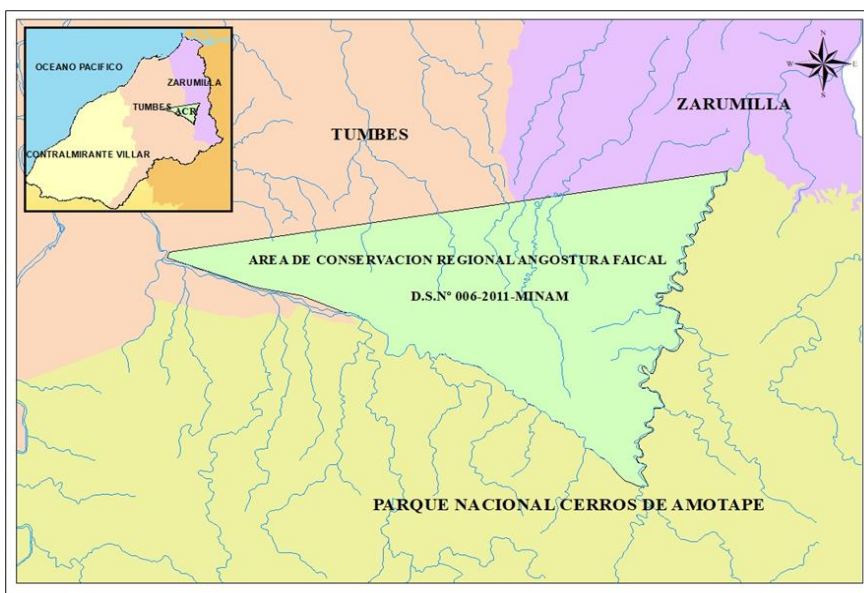 OCEANO PACIFICO
ZARUMILLA
TUMBES
ACR
CONTRALMIRANTE VILLAR
N
W
E
S
ZARUMILLA
TUMBES
AREA DE CONSERVACION REGIONAL ANGOSTURA FAICAL
D.S.Nº 006-2011-MINAM
PARQUE NACIONAL CERROS DE AMOTAPE